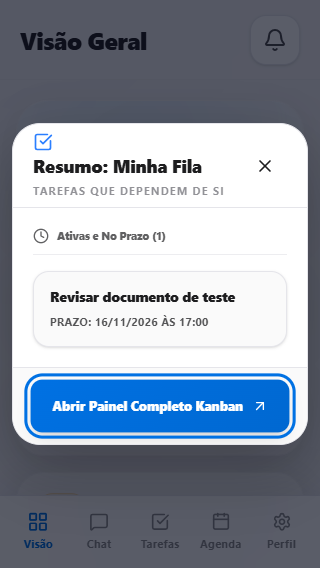 Visão Geral
Resumo: Minha Fila
TAREFAS QUE DEPENDEM DE SI
Ativas e No Prazo (1)
Revisar documento de teste
PRAZO: 16/11/2026 ÀS 17:00
Abrir Painel Completo Kanban
Visão Chat Tarefas Agenda Perfil